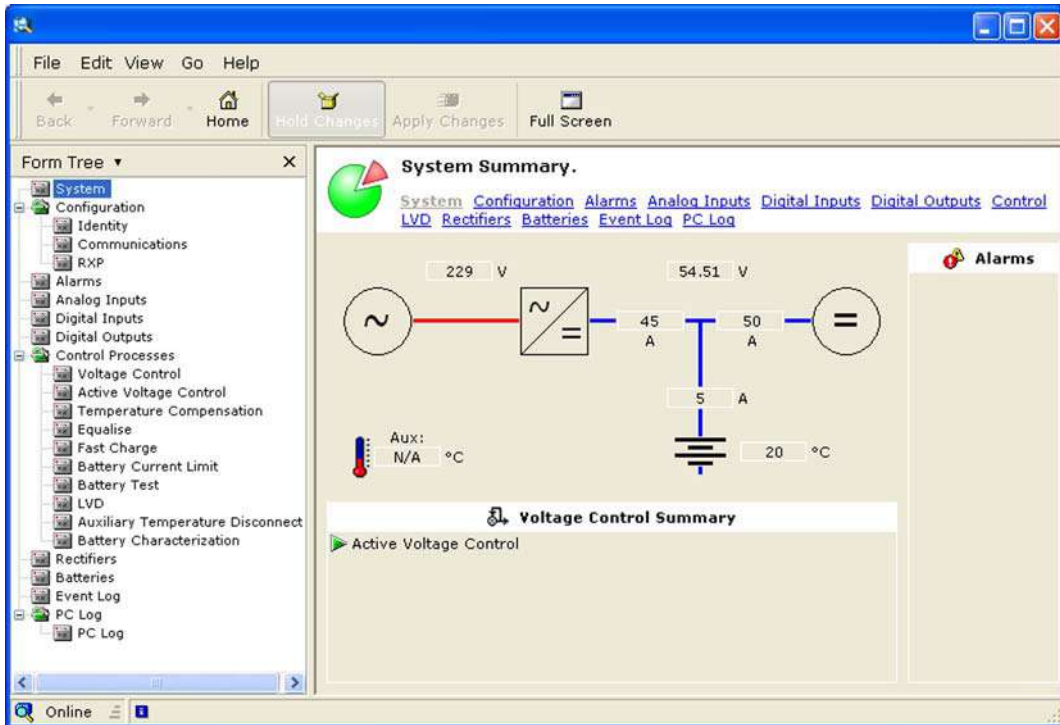 File Edit View Go Help
Back Forward Home Hold Changes Apply Changes Full Screen
Form Tree
System
Configuration
Identity
Communications
RXP
Alarms
Analog Inputs
Digital Inputs
Digital Outputs
Control Processes
Voltage Control
Active Voltage Control
Temperature Compensation
Equalise
Fast Charge
Battery Current Limit
Battery Test
LVD
Auxiliary Temperature Disconnect
Battery Characterization
Rectifiers
Batteries
Event Log
PC Log
PC Log
System Summary.
System Configuration Alarms Analog Inputs Digital Inputs Digital Outputs Control
LVD Rectifiers Batteries Event Log PC Log
229 V 54.51 V
45 50
A A
5 A
Aux:
N/A °C
20 °C
Voltage Control Summary
Active Voltage Control
Alarms
Online